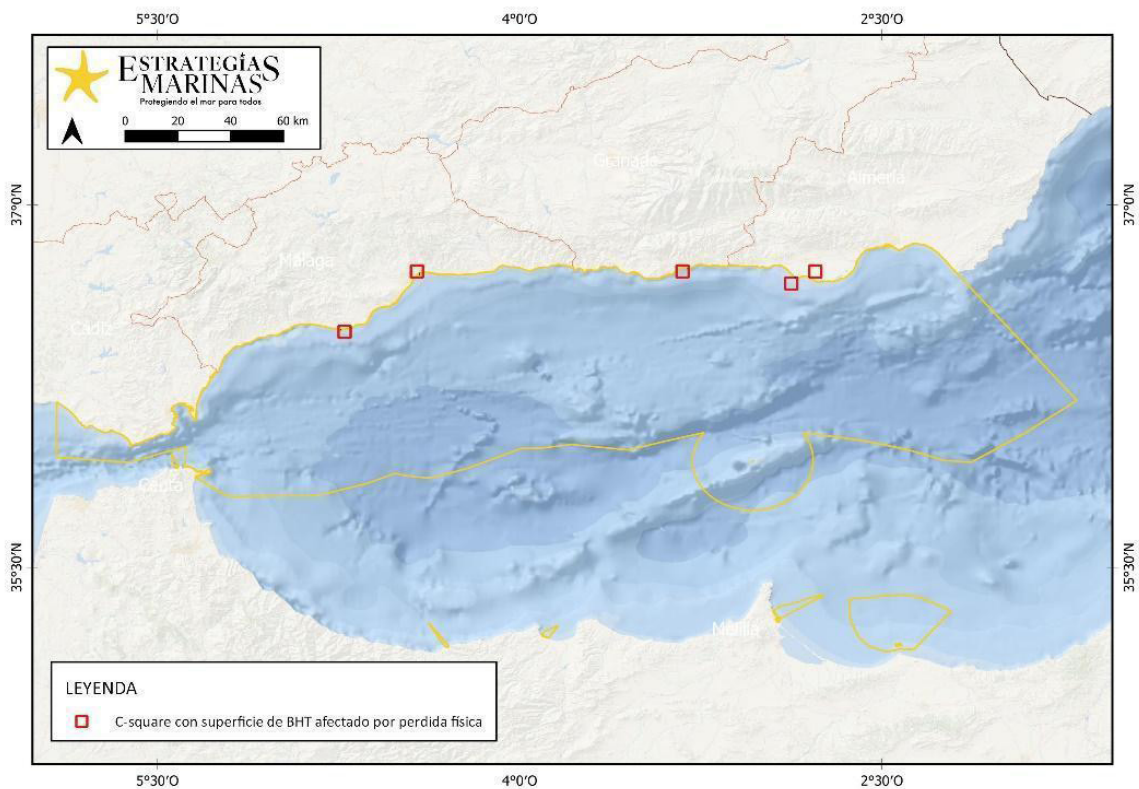 5°30'O 4°0'O 2°30'O
ESTRATEGIAS
MARINAS
Protegiendo el mar para todos
0 20 40 60 km
Granada
Almería
37°0'N 37°0'N
Málaga
Cádiz
Ceuta
35°30'N 35°30'N
Melilla
LEYENDA
C-square con superficie de BHT afectado por perdida física
5°30'O 4°0'O 2°30'O